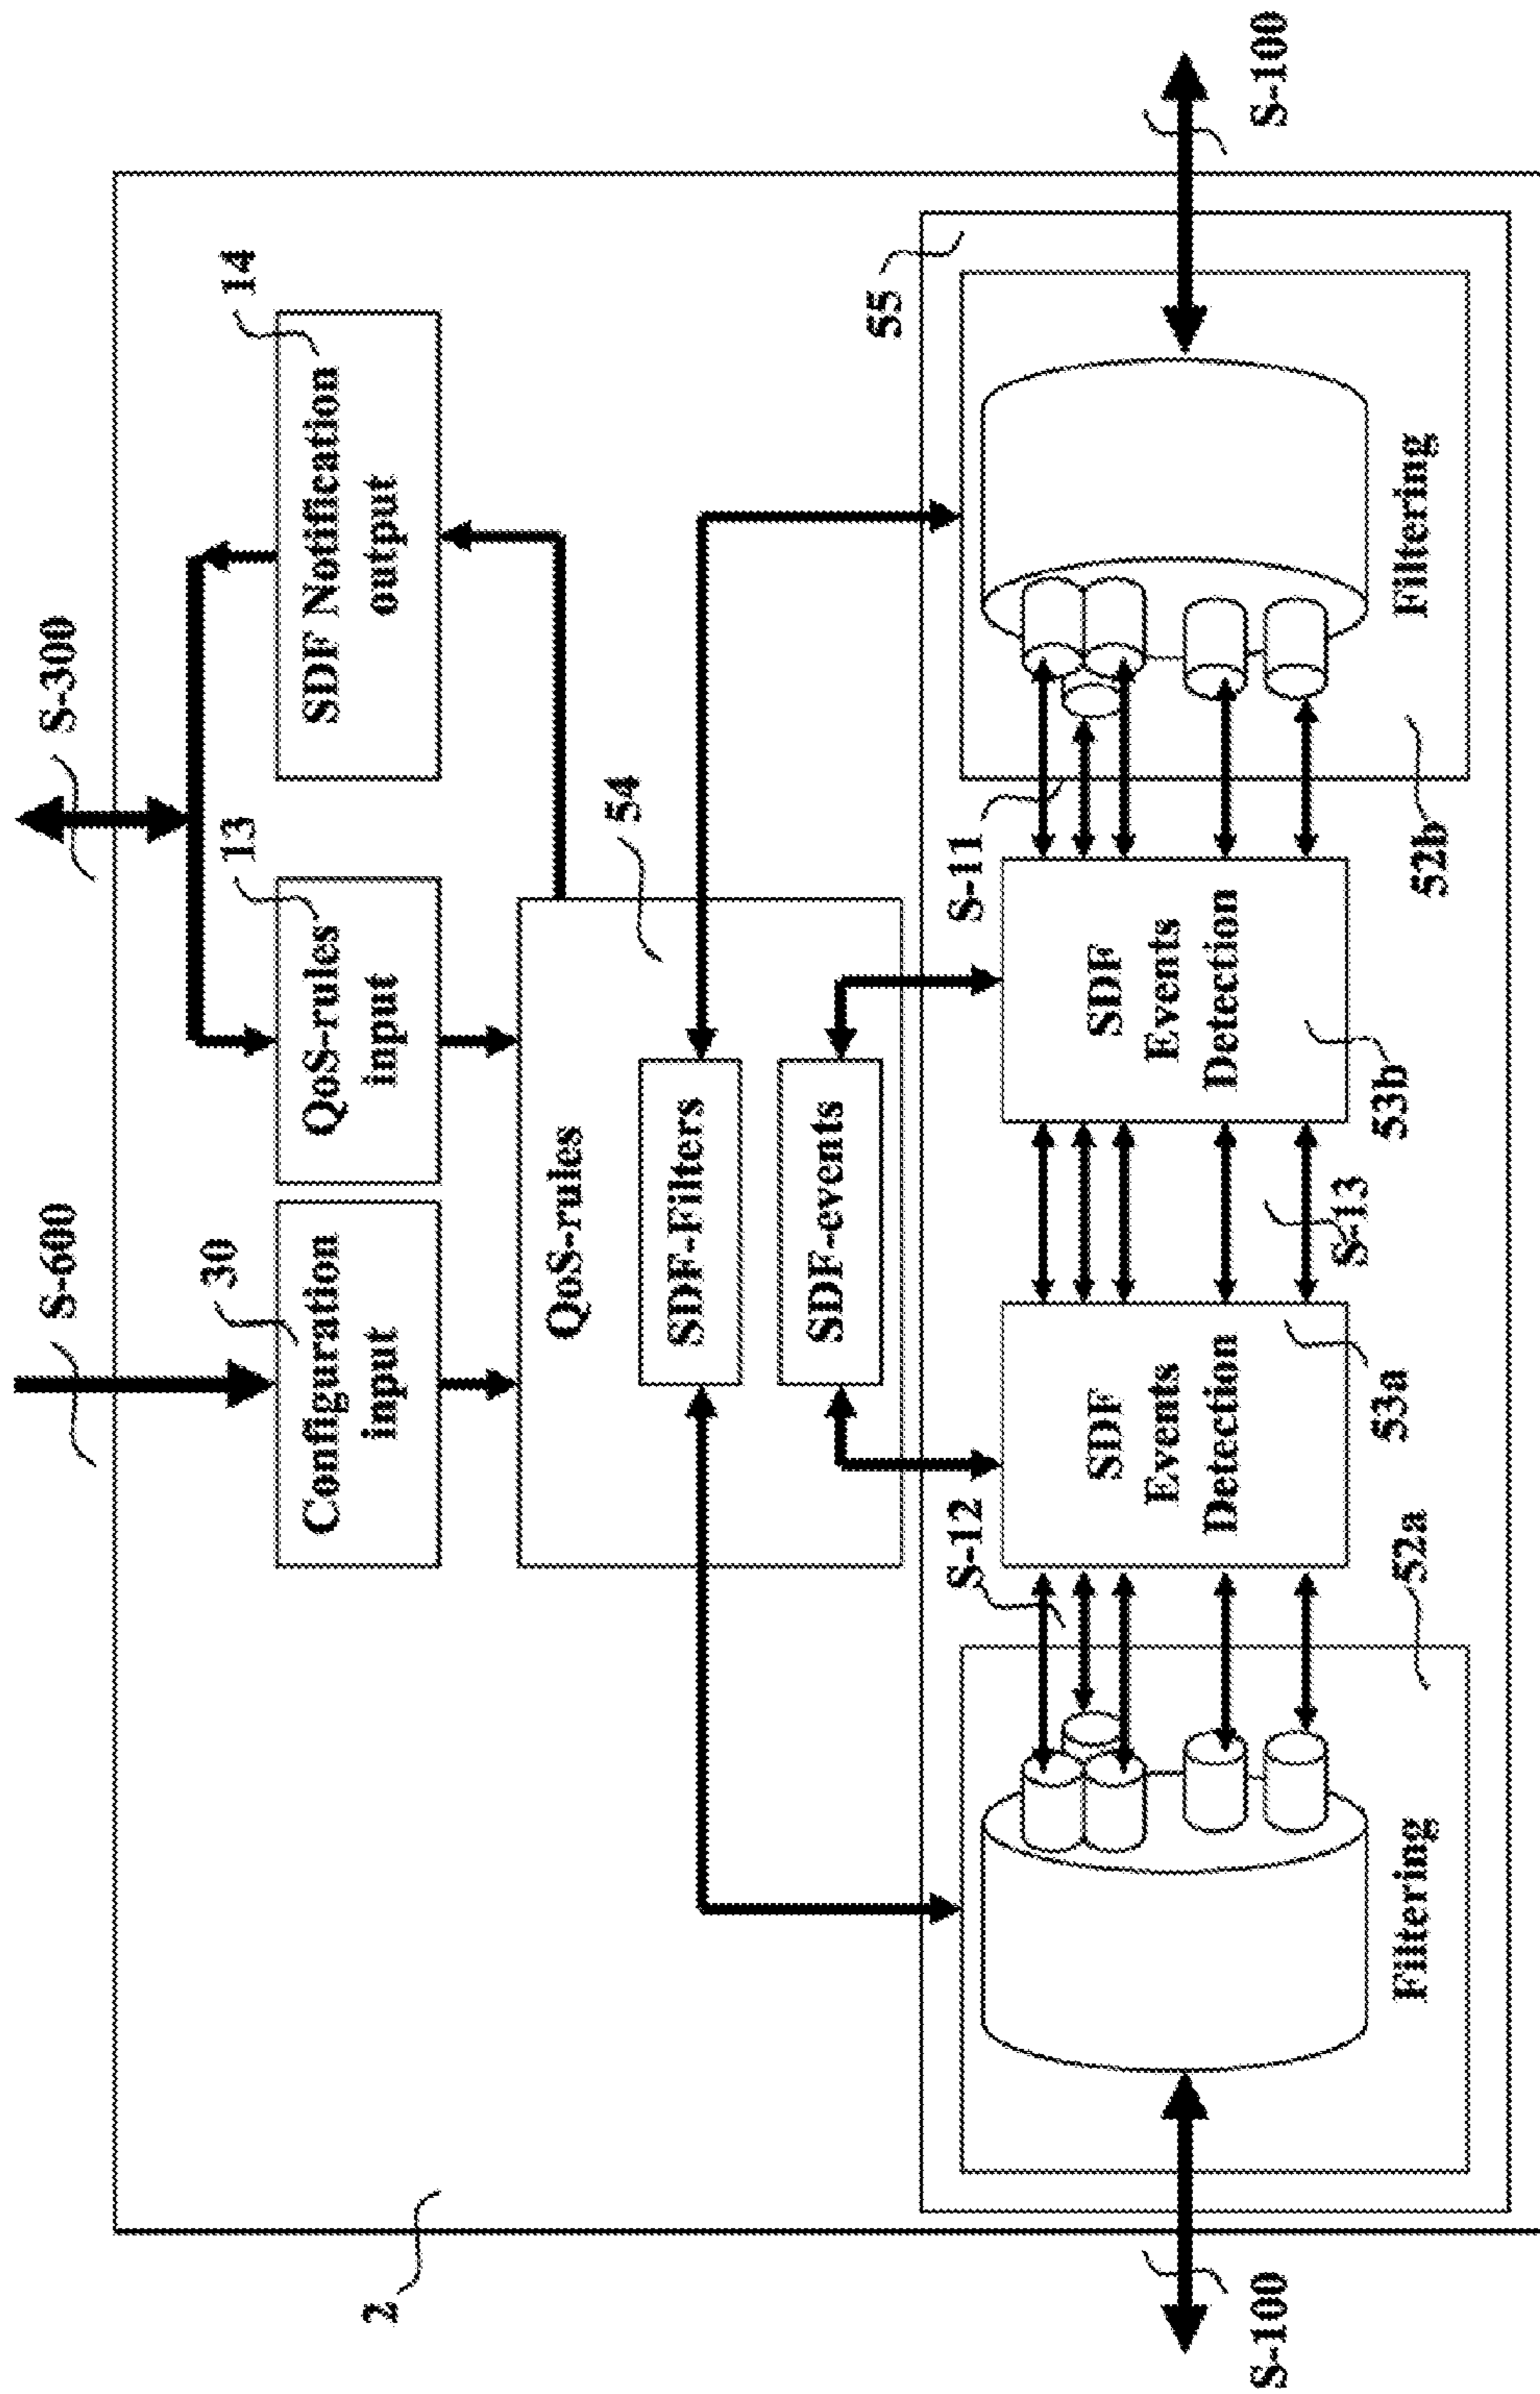 S-600
S-300
30
13
14
Configuration
input
QoS-rules
input
SDF Notification
output
QoS-rules
54
SDF-Filters
SDF-events
55
S-12
S-11
SDF
Events
Detection
SDF
Events
Detection
2
S-100
S-100
S-13
53a
53b
52a
52b
Filtering
Filtering